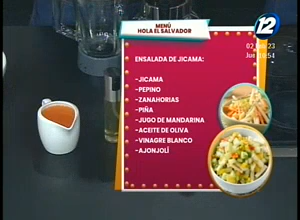 MENÚ
HOLA EL SALVADOR
12
ENSALADA DE JICAMA:
-JICAMA
-PEPINO
-ZANAHORIAS
-PIÑA
-JUGO DE MANDARINA
-ACEITE DE OLIVA
-VINAGRE BLANCO
-AJONJOLÍ